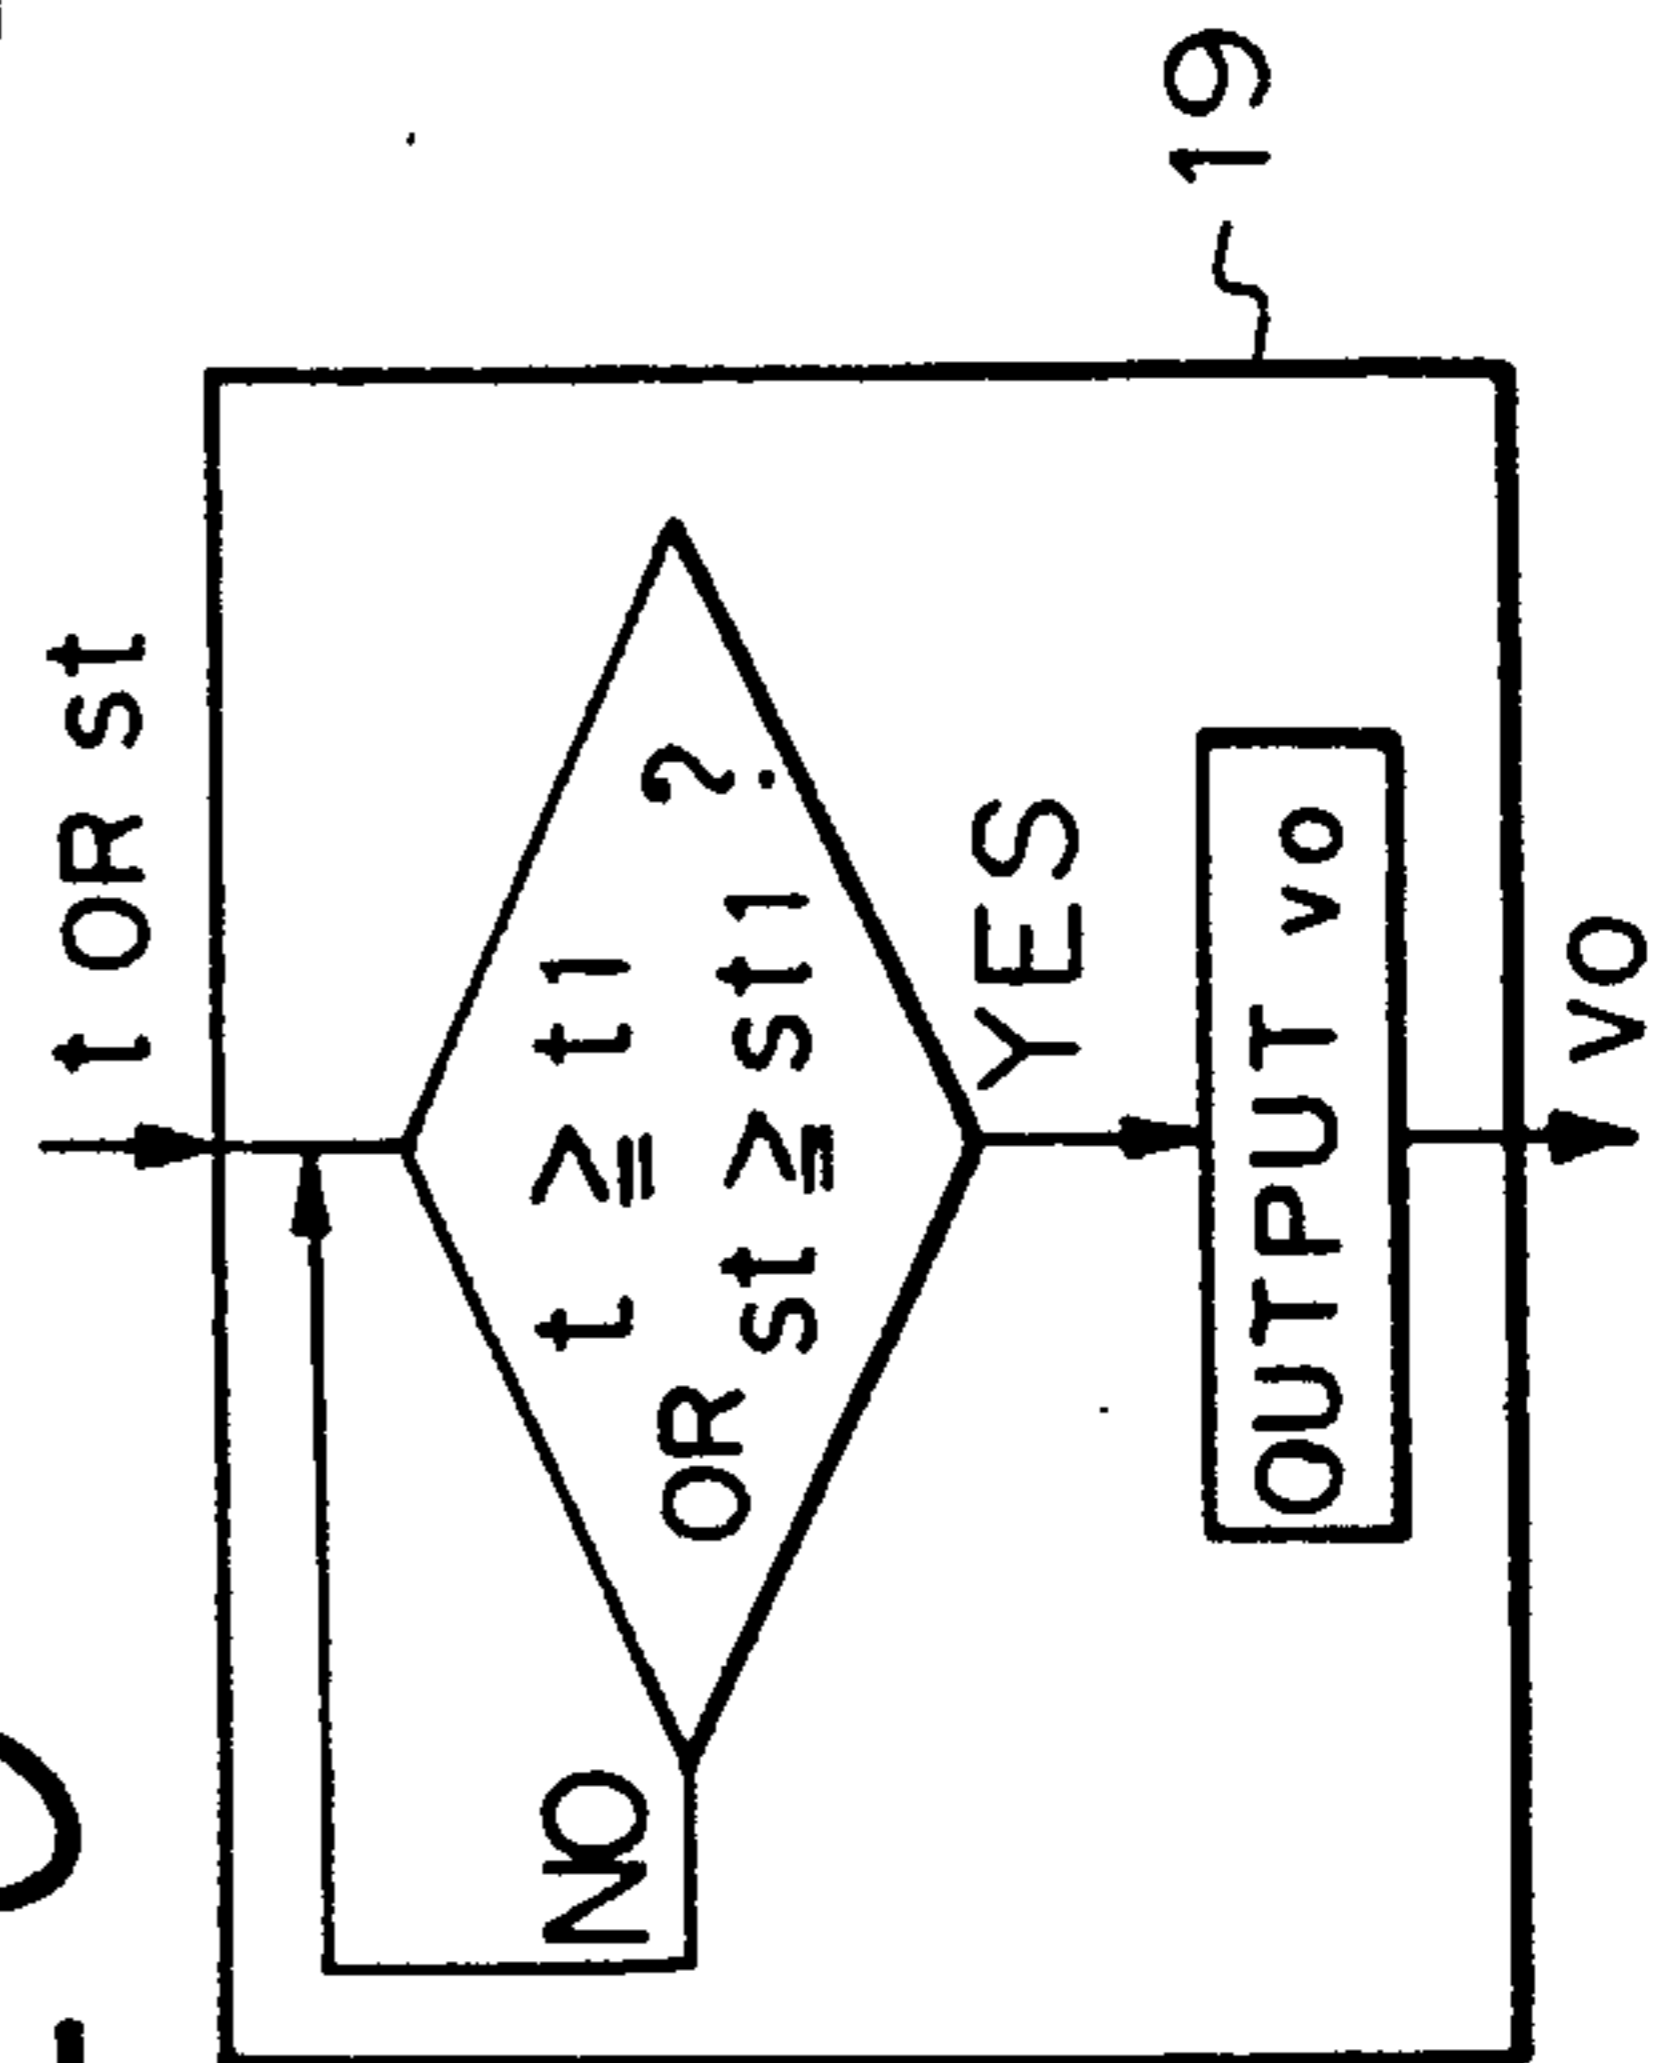 t OR st
t ≧ t1
OR st ≧ st1 ?
NO
YES
OUTPUT vo
vo
19